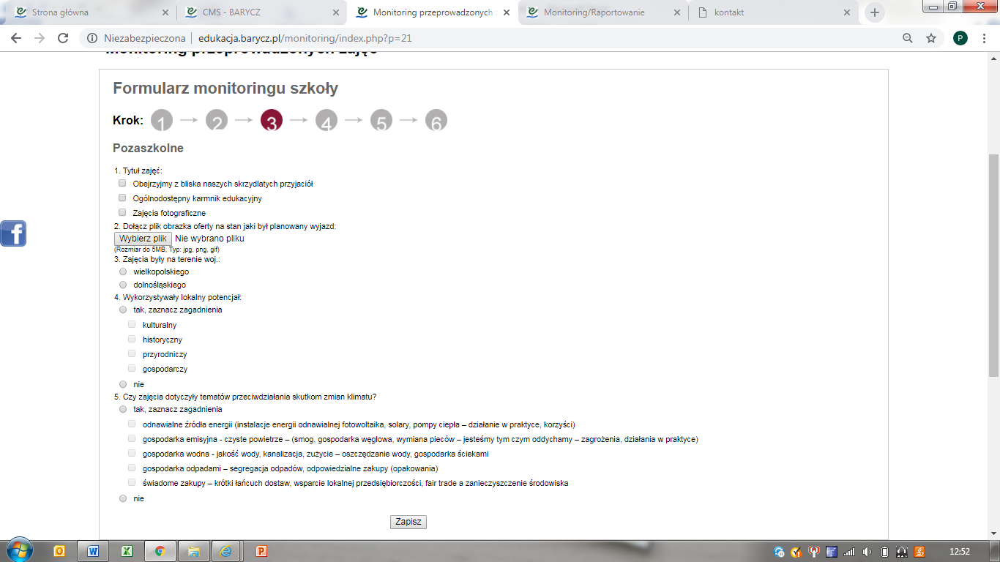 Strona główna
CMS - BARYCZ
Monitoring przeprowadzonych
Monitoring/Raportowanie
kontakt
Niezabezpieczona
edukacja.barycz.pl/monitoring/index.php?p=21
P
Monitoring przeprowadzonych zajęć
Formularz monitoringu szkoły
Krok: 1 2 3 4 5 6
Pozaszkolne
1. Tytuł zajęć:
Obejrzyjmy z bliska naszych skrzydlatych przyjaciół
Ogólnodostępny karmnik edukacyjny
Zajęcia fotograficzne
2. Dołącz plik obrazka oferty na stan jaki był planowany wyjazd:
Wybierz plik Nie wybrano pliku
(Rozmiar do 5MB, Typ: jpg, png, gif)
3. Zajęcia były na terenie woj.:
wielkopolskiego
dolnośląskiego
4. Wykorzystywały lokalny potencjał:
tak, zaznacz zagadnienia
kulturalny
historyczny
przyrodniczy
gospodarczy
nie
5. Czy zajęcia dotyczyły tematów przeciwdziałania skutkom zmian klimatu?
tak, zaznacz zagadnienia
odnawialne źródła energii (instalacje energii odnawialnej fotowoltaika, solary, pompy ciepła – działanie w praktyce, korzyści)
gospodarka emisyjna - czyste powietrze – (smog, gospodarka węglowa, wymiana pieców – jesteśmy tym czym oddychamy – zagrożenia, działania w praktyce)
gospodarka wodna - jakość wody, kanalizacja, zużycie – oszczędzanie wody, gospodarka ściekami
gospodarka odpadami – segregacja odpadów, odpowiedzialne zakupy (opakowania)
świadome zakupy – krótki łańcuch dostaw, wsparcie lokalnej przedsiębiorczości, fair trade a zanieczyszczenie środowiska
nie
Zapisz
12:52